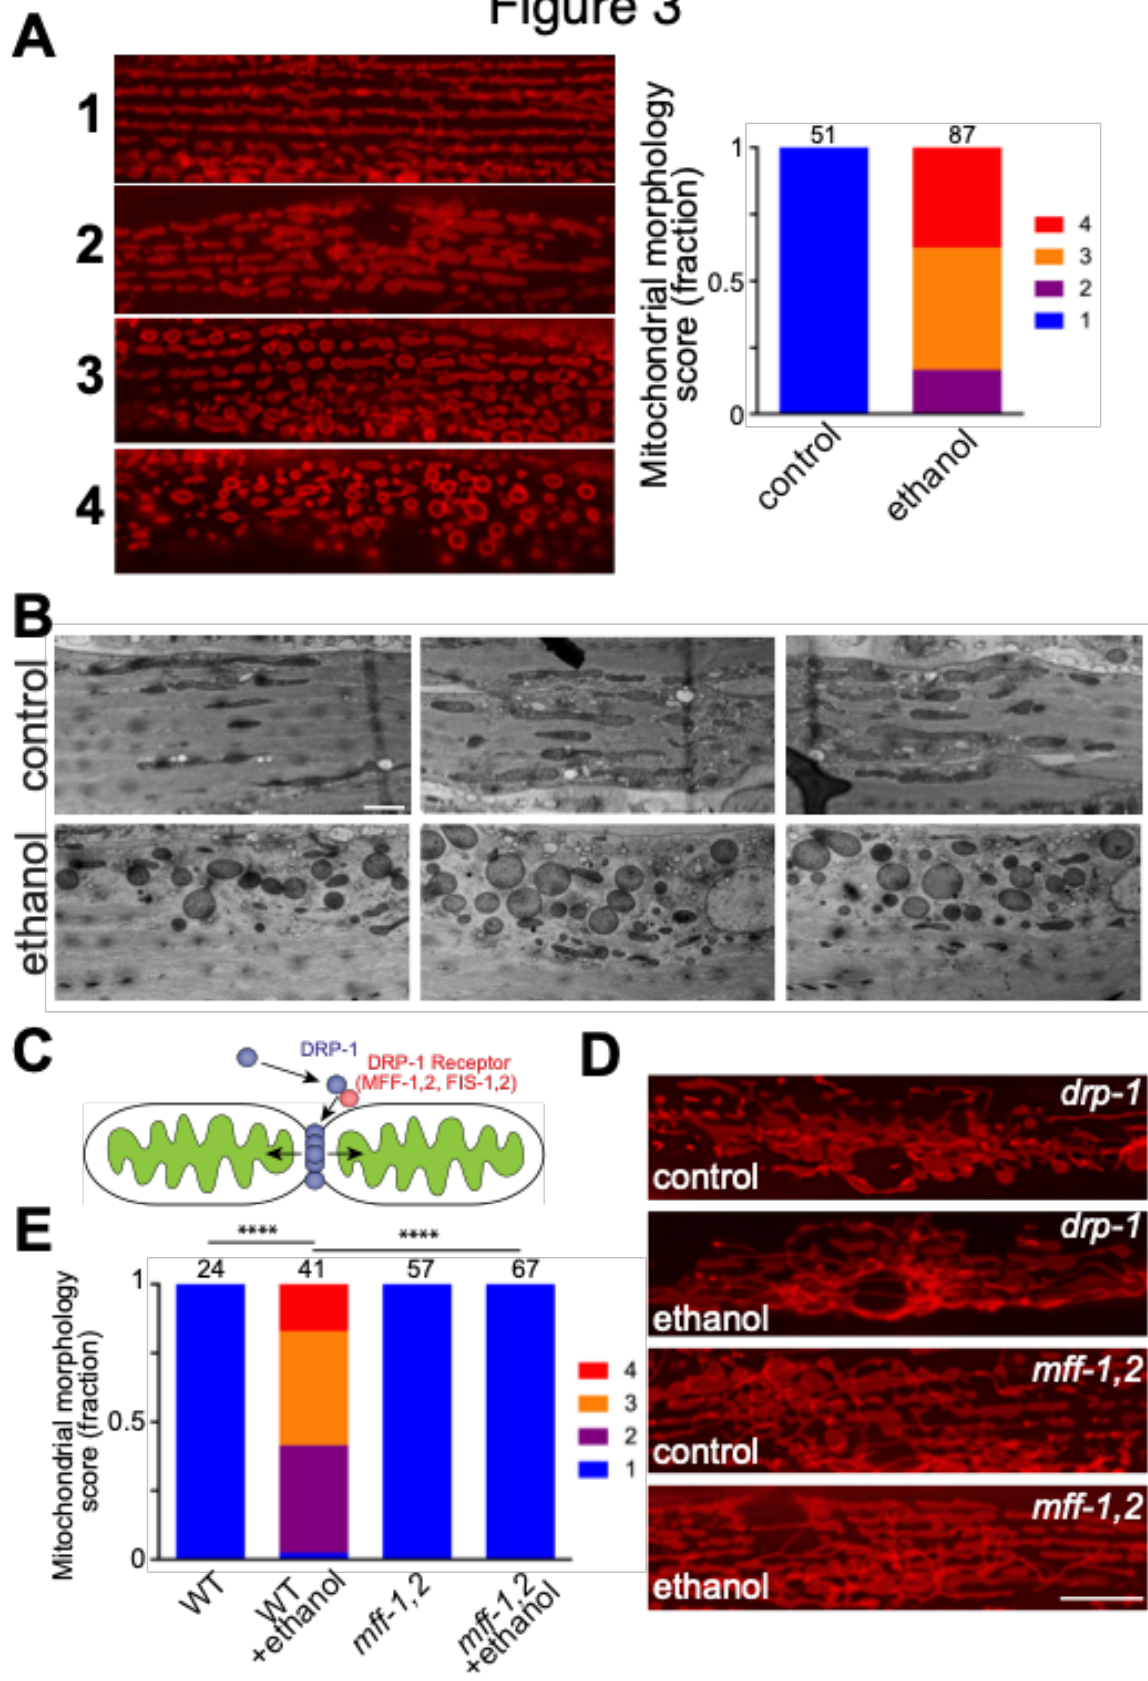 Figure 3
A
1
2
3
4
Mitochondrial morphology
score (fraction)
1
0.5
0
51
87
control
ethanol
4
3
2
1
B
control
ethanol
C
DRP-1
DRP-1 Receptor
(MFF-1,2, FIS-1,2)
D
drp-1
control
drp-1
ethanol
mff-1,2
control
mff-1,2
ethanol
E
****
****
Mitochondrial morphology
score (fraction)
1
0.5
0
24
41
57
67
WT
WT
+ethanol
mff-1,2
mff-1,2
+ethanol
4
3
2
1